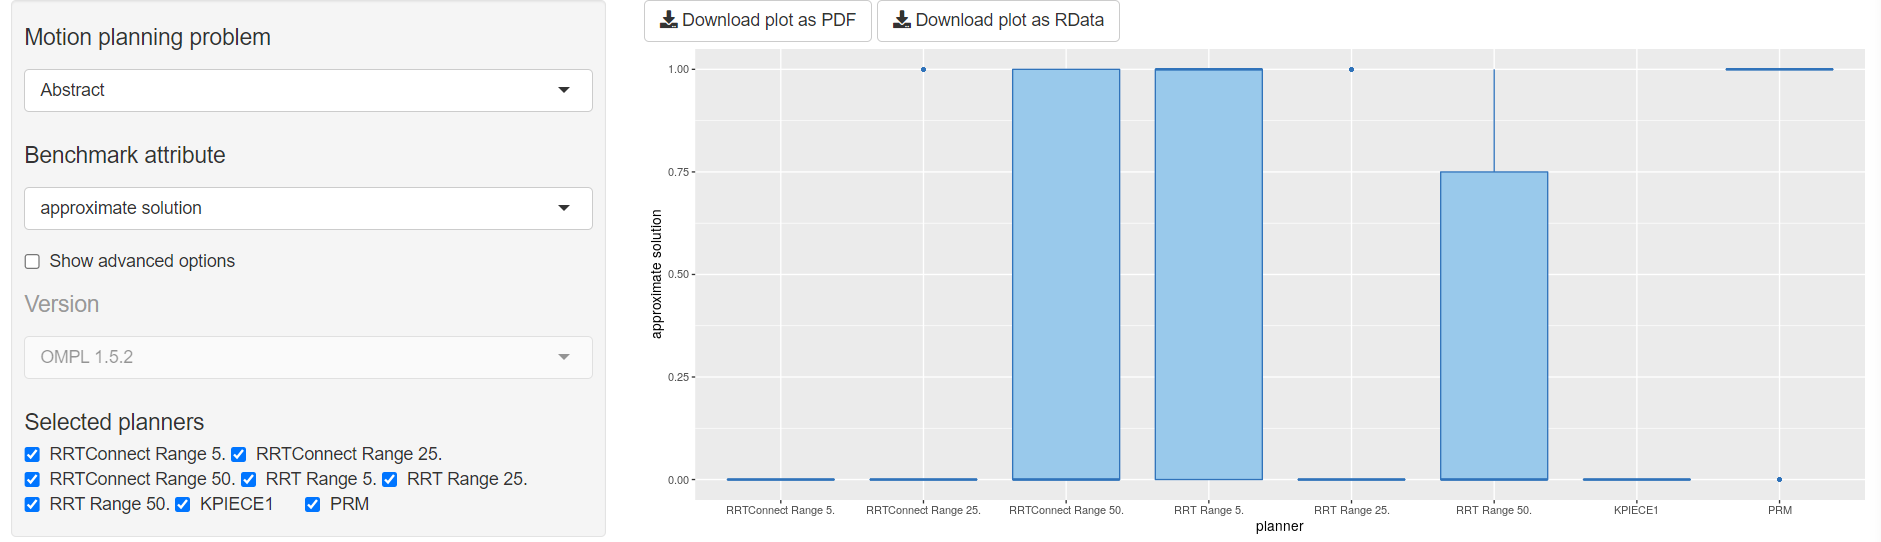 Motion planning problem
Abstract
Benchmark attribute
approximate solution
Show advanced options
Version
OMPL 1.5.2
Selected planners
RRTConnect Range 5. RRTConnect Range 25.
RRTConnect Range 50. RRT Range 5. RRT Range 25.
RRT Range 50. KPIECE1 PRM
Download plot as PDF Download plot as RData
approximate solution
1.00
0.75
0.50
0.25
0.00
RRTConnect Range 5. RRTConnect Range 25. RRTConnect Range 50. RRT Range 5. RRT Range 25. RRT Range 50. KPIECE1 PRM
planner